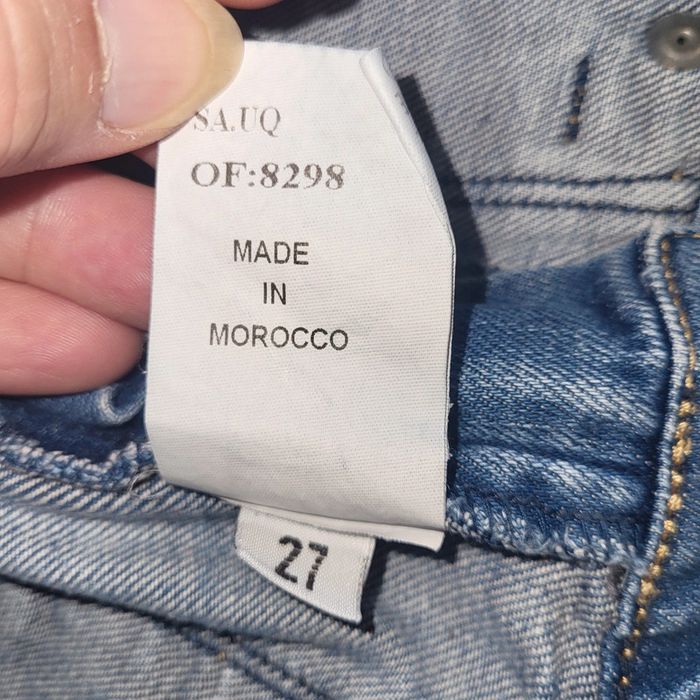 SA.UQ
OF:8298
MADE
IN
MOROCCO
27